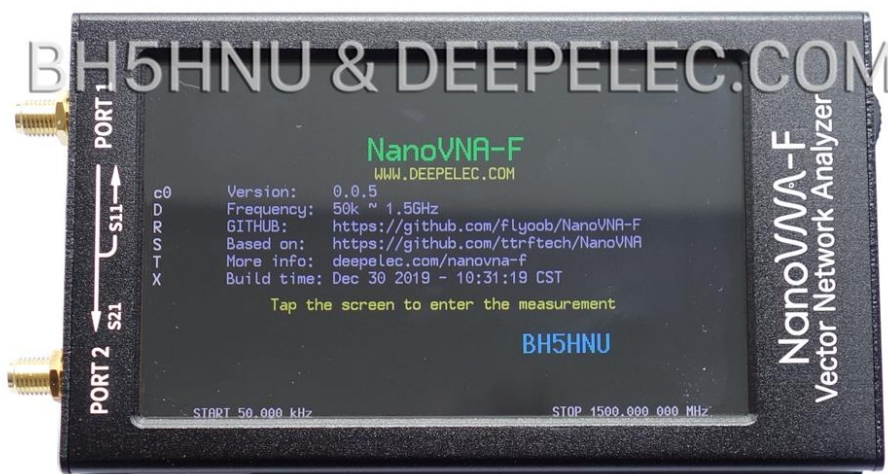 BH5HNU & DEEPELEC.COM
PORT 1
S11
S21
PORT 2
NanoVNA-F
WWW.DEEPELEC.COM
c0 Version: 0.0.5
D Frequency: 50k ~ 1.5GHz
R GITHUB: https://github.com/flyoob/NanoVNA-F
S Based on: https://github.com/ttrftech/NanoVNA
T More info: deepelec.com/nanovna-f
X Build time: Dec 30 2019 - 10:31:19 CST
Tap the screen to enter the measurement
BH5HNU
START 50.000 kHz STOP 1500.000 000 MHz
NanoVNA-F
Vector Network Analyzer